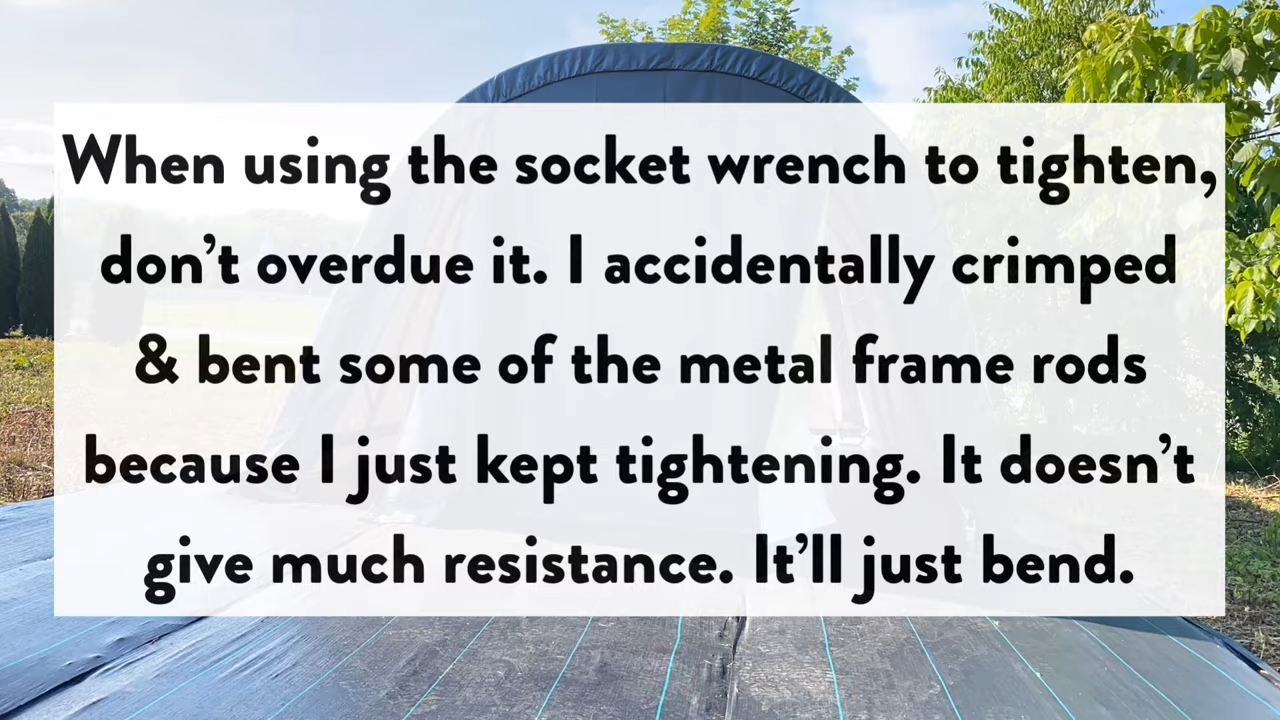 When using the socket wrench to tighten,
don’t overdue it. I accidentally crimped
& bent some of the metal frame rods
because I just kept tightening. It doesn’t
give much resistance. It’ll just bend.